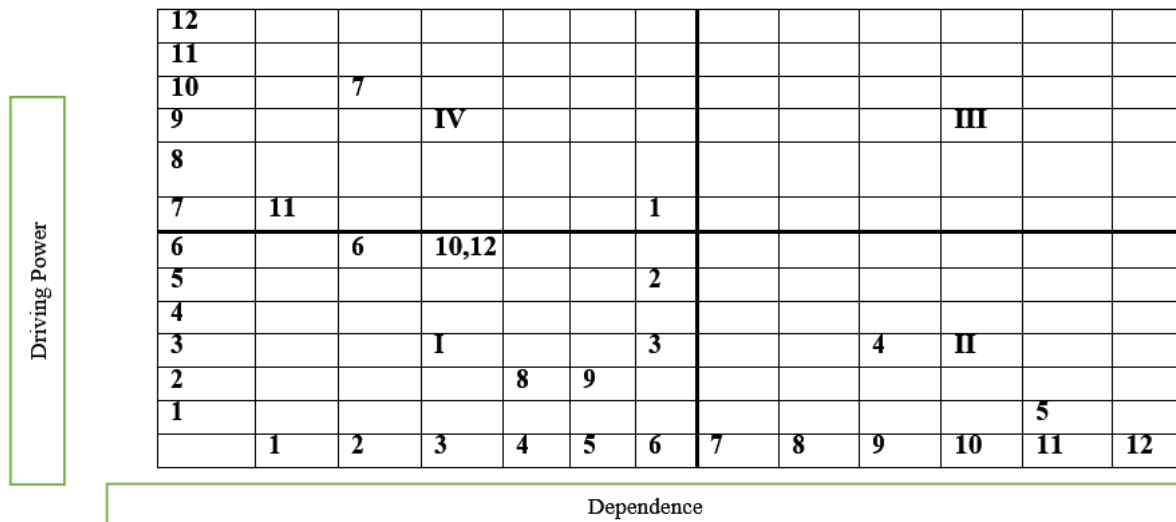 12
11
10 7
9 IV III
8
7 11 1
6 6 10,12
5 2
4
3 I 3 4 II
2 8 9
1 5
1 2 3 4 5 6 7 8 9 10 11 12
Driving Power
Dependence